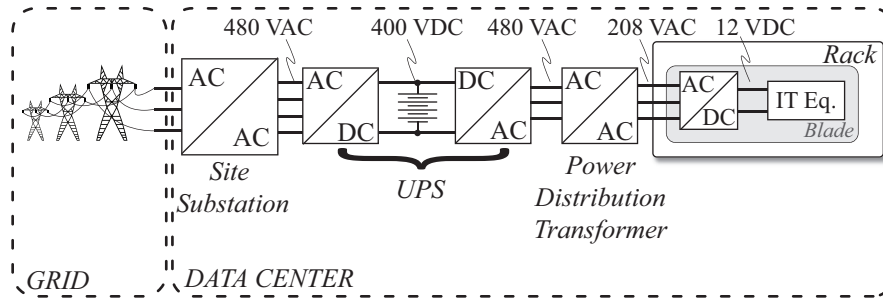 480 VAC
400 VDC
480 VAC
208 VAC
12 VDC
Rack
AC
AC
AC
DC
DC
AC
AC
AC
AC
DC
IT Eq.
Blade
Site
Substation
UPS
Power
Distribution
Transformer
GRID
DATA CENTER